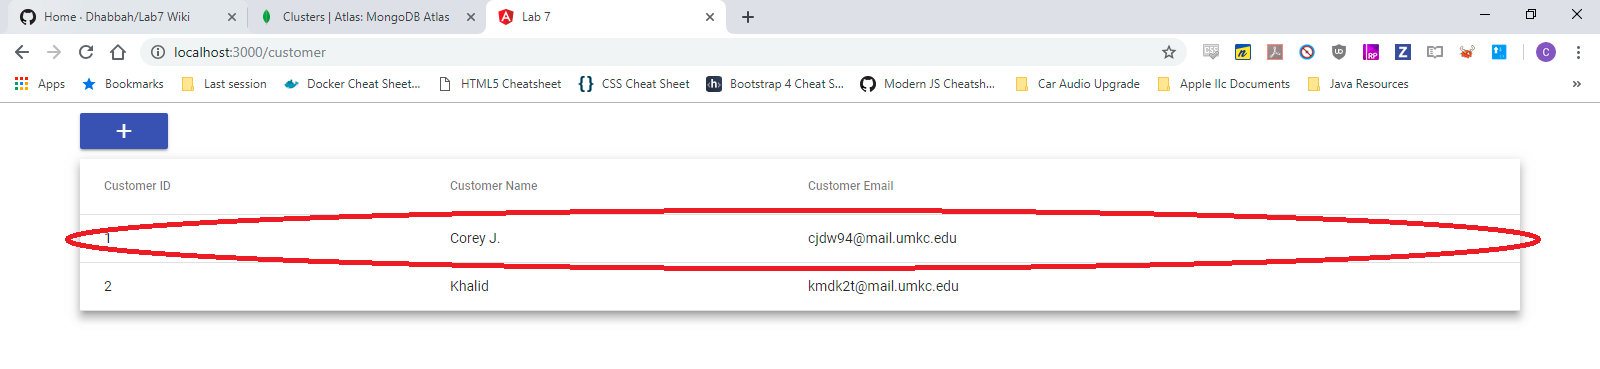 Home · Dhabbah/Lab7 Wiki Clusters | Atlas: MongoDB Atlas Lab 7
localhost:3000/customer
Apps Bookmarks Last session Docker Cheat Sheet... HTML5 Cheatsheet CSS Cheat Sheet Bootstrap 4 Cheat S... Modern JS Cheatsh... Car Audio Upgrade Apple IIc Documents Java Resources »
+
Customer ID Customer Name Customer Email
1 Corey J. cjdw94@mail.umkc.edu
2 Khalid kmdk2t@mail.umkc.edu